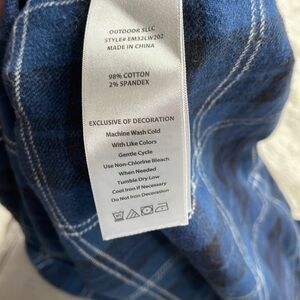 OUTDOOR SLLC
STYLE# EM32LW202
MADE IN CHINA
98% COTTON
2% SPANDEX
EXCLUSIVE OF DECORATION
Machine Wash Cold
With Like Colors
Gentle Cycle
Use Non-Chlorine Bleach
When Needed
Tumble Dry Low
Cool Iron If Necessary
Do Not Iron Decoration